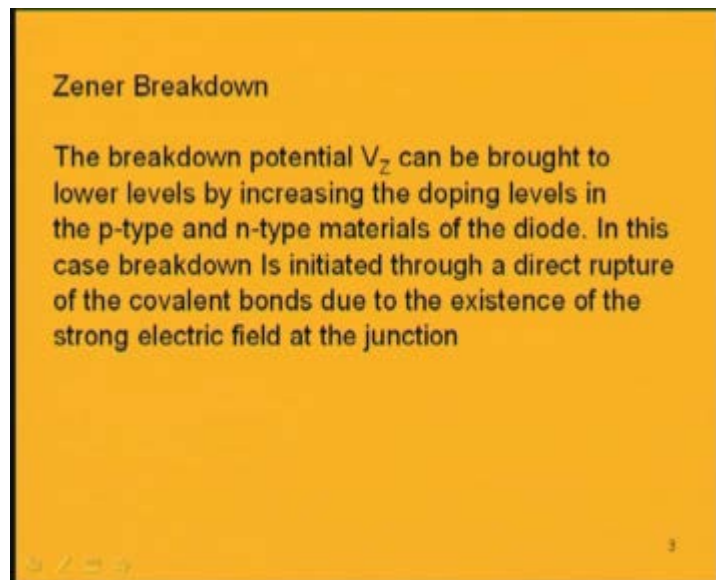 Zener Breakdown
The breakdown potential VZ can be brought to
lower levels by increasing the doping levels in
the p-type and n-type materials of the diode. In this
case breakdown Is initiated through a direct rupture
of the covalent bonds due to the existence of the
strong electric field at the junction
3